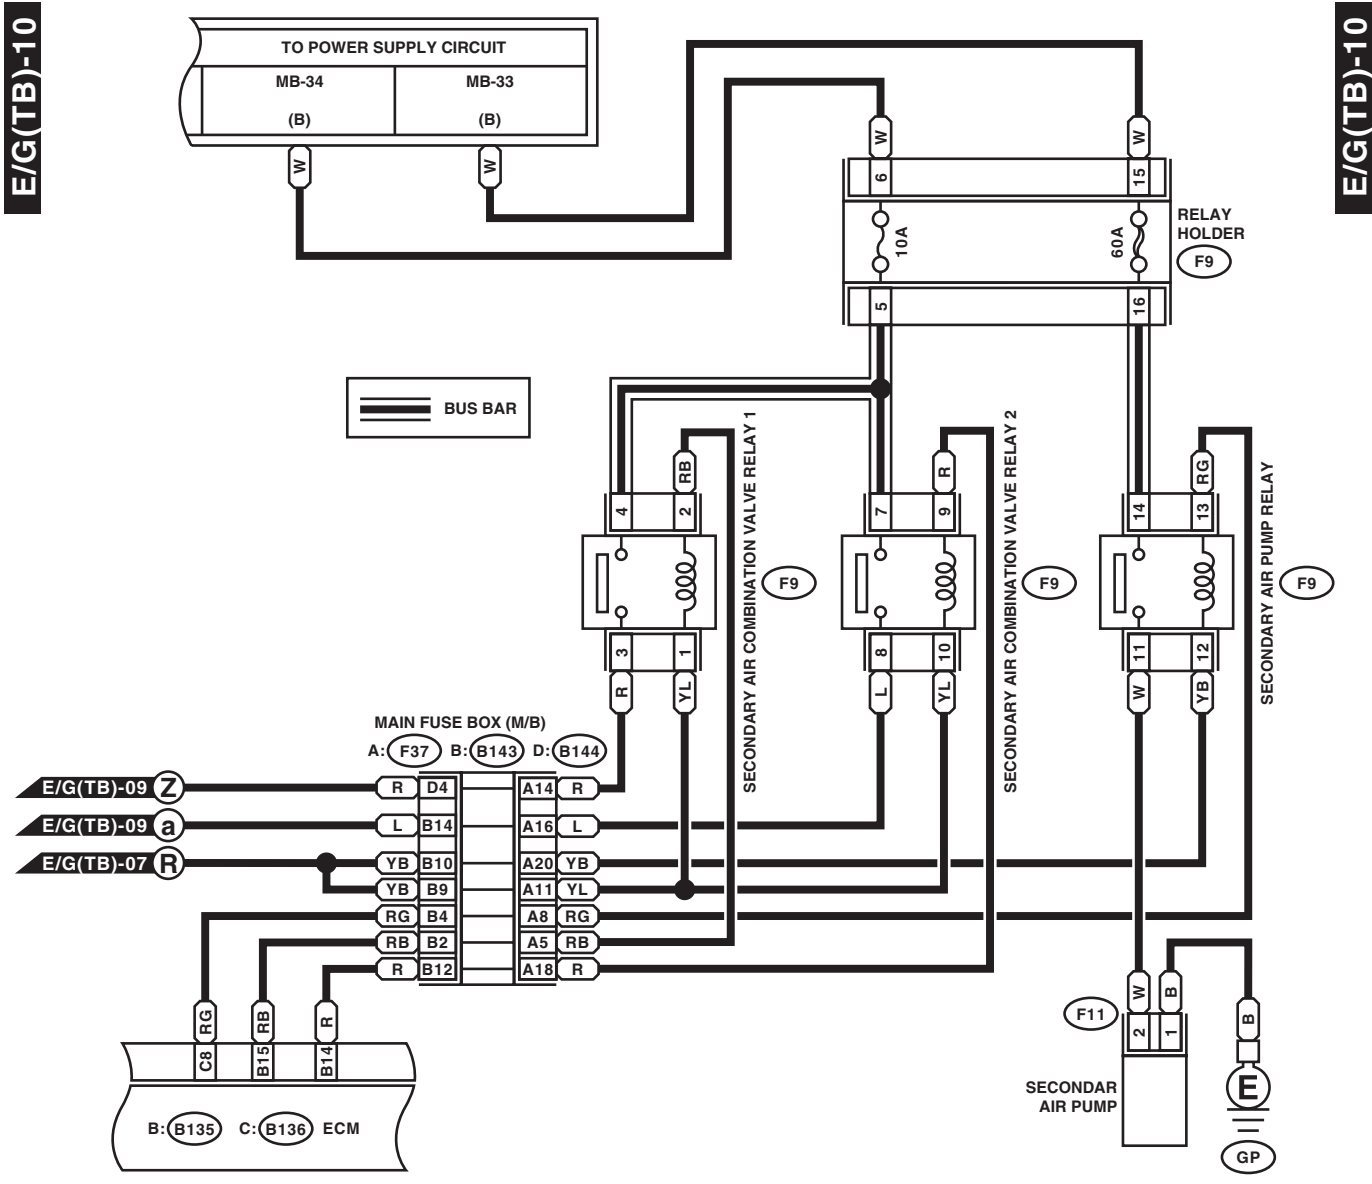 E/G(TB)-10
E/G(TB)-10
TO POWER SUPPLY CIRCUIT
MB-34
MB-33
(B)
(B)
W
W
W
W
6
15
10A
60A
RELAY
HOLDER
F9
5
16
BUS BAR
RB
R
RG
4
2
7
9
14
13
SECONDARY AIR COMBINATION VALVE RELAY 1
SECONDARY AIR COMBINATION VALVE RELAY 2
SECONDARY AIR PUMP RELAY
F9
F9
F9
3
1
8
10
11
12
R
YL
L
YL
W
YB
MAIN FUSE BOX (M/B)
A: F37 B: B143 D: B144
E/G(TB)-09 Z R D4 A14 R
E/G(TB)-09 a L B14 A16 L
E/G(TB)-07 R YB B10 A20 YB
YB B9 A11 YL
RG B4 A8 RG
RB B2 A5 RB
R B12 A18 R
RG
RB
R
C8
B15
B14
B: B135 C: B136 ECM
W
B
B
F11
2
1
SECONDAR
AIR PUMP
E
GP